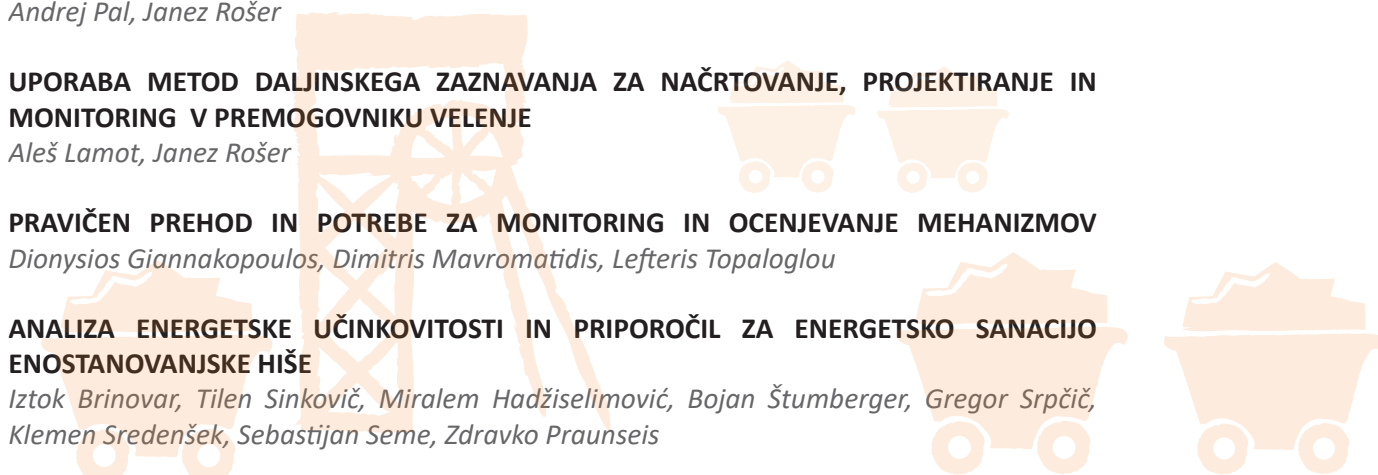 Andrej Pal, Janez Rošer
UPORABA METOD DALJINSKEGA ZAZNAVANJA ZA NAČRTOVANJE, PROJEKTIRANJE IN
MONITORING V PREMOGOVNIKU VELENJE
Aleš Lamot, Janez Rošer
PRAVIČEN PREHOD IN POTREBE ZA MONITORING IN OCENJEVANJE MEHANIZMOV
Dionysios Giannakopoulos, Dimitris Mavromatidis, Lefteris Topaloglou
ANALIZA ENERGETSKE UČINKOVITOSTI IN PRIPOROČIL ZA ENERGETSKO SANACIJO
ENOSTANOVANJSKE HIŠE
Iztok Brinovar, Tilen Sinkovič, Miralem Hadžiselimović, Bojan Štumberger, Gregor Srpčič,
Klemen Sredenšek, Sebastijan Seme, Zdravko Praunseis